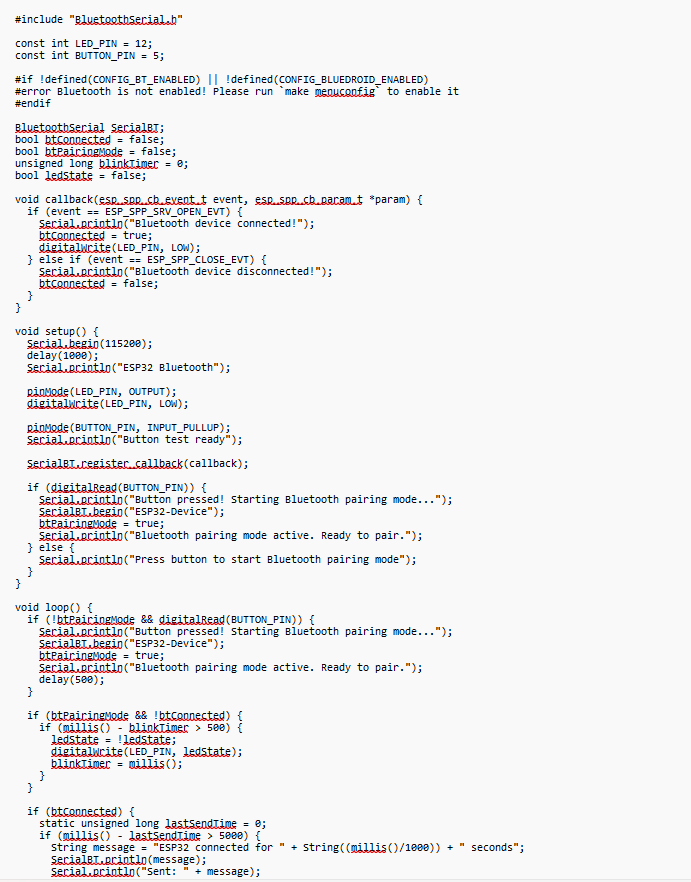 #include "BluetoothSerial.h"

const int LED_PIN = 12;
const int BUTTON_PIN = 5;

#if !defined(CONFIG_BT_ENABLED) || !defined(CONFIG_BLUEDROID_ENABLED)
#error Bluetooth is not enabled! Please run `make menuconfig` to enable it
#endif

BluetoothSerial SerialBT;
bool btConnected = false;
bool btPairingMode = false;
unsigned long blinkTimer = 0;
bool ledState = false;

void callback(esp_spp_cb_event_t event, esp_spp_cb_param_t *param) {
  if (event == ESP_SPP_SRV_OPEN_EVT) {
    Serial.println("Bluetooth device connected!");
    btConnected = true;
    digitalWrite(LED_PIN, LOW);
  } else if (event == ESP_SPP_CLOSE_EVT) {
    Serial.println("Bluetooth device disconnected!");
    btConnected = false;
  }
}

void setup() {
  Serial.begin(115200);
  delay(1000);
  Serial.println("ESP32 Bluetooth");

  pinMode(LED_PIN, OUTPUT);
  digitalWrite(LED_PIN, LOW);

  pinMode(BUTTON_PIN, INPUT_PULLUP);
  Serial.println("Button test ready");

  SerialBT.register_callback(callback);

  if (digitalRead(BUTTON_PIN)) {
    Serial.println("Button pressed! Starting Bluetooth pairing mode...");
    SerialBT.begin("ESP32-Device");
    btPairingMode = true;
    Serial.println("Bluetooth pairing mode active. Ready to pair.");
  } else {
    Serial.println("Press button to start Bluetooth pairing mode");
  }
}

void loop() {
  if (!btPairingMode && digitalRead(BUTTON_PIN)) {
    Serial.println("Button pressed! Starting Bluetooth pairing mode...");
    SerialBT.begin("ESP32-Device");
    btPairingMode = true;
    Serial.println("Bluetooth pairing mode active. Ready to pair.");
    delay(500);
  }

  if (btPairingMode && !btConnected) {
    if (millis() - blinkTimer > 500) {
      ledState = !ledState;
      digitalWrite(LED_PIN, ledState);
      blinkTimer = millis();
    }
  }

  if (btConnected) {
    static unsigned long lastSendTime = 0;
    if (millis() - lastSendTime > 5000) {
      String message = "ESP32 connected for " + String((millis()/1000)) + " seconds";
      SerialBT.println(message);
      Serial.println("Sent: " + message);